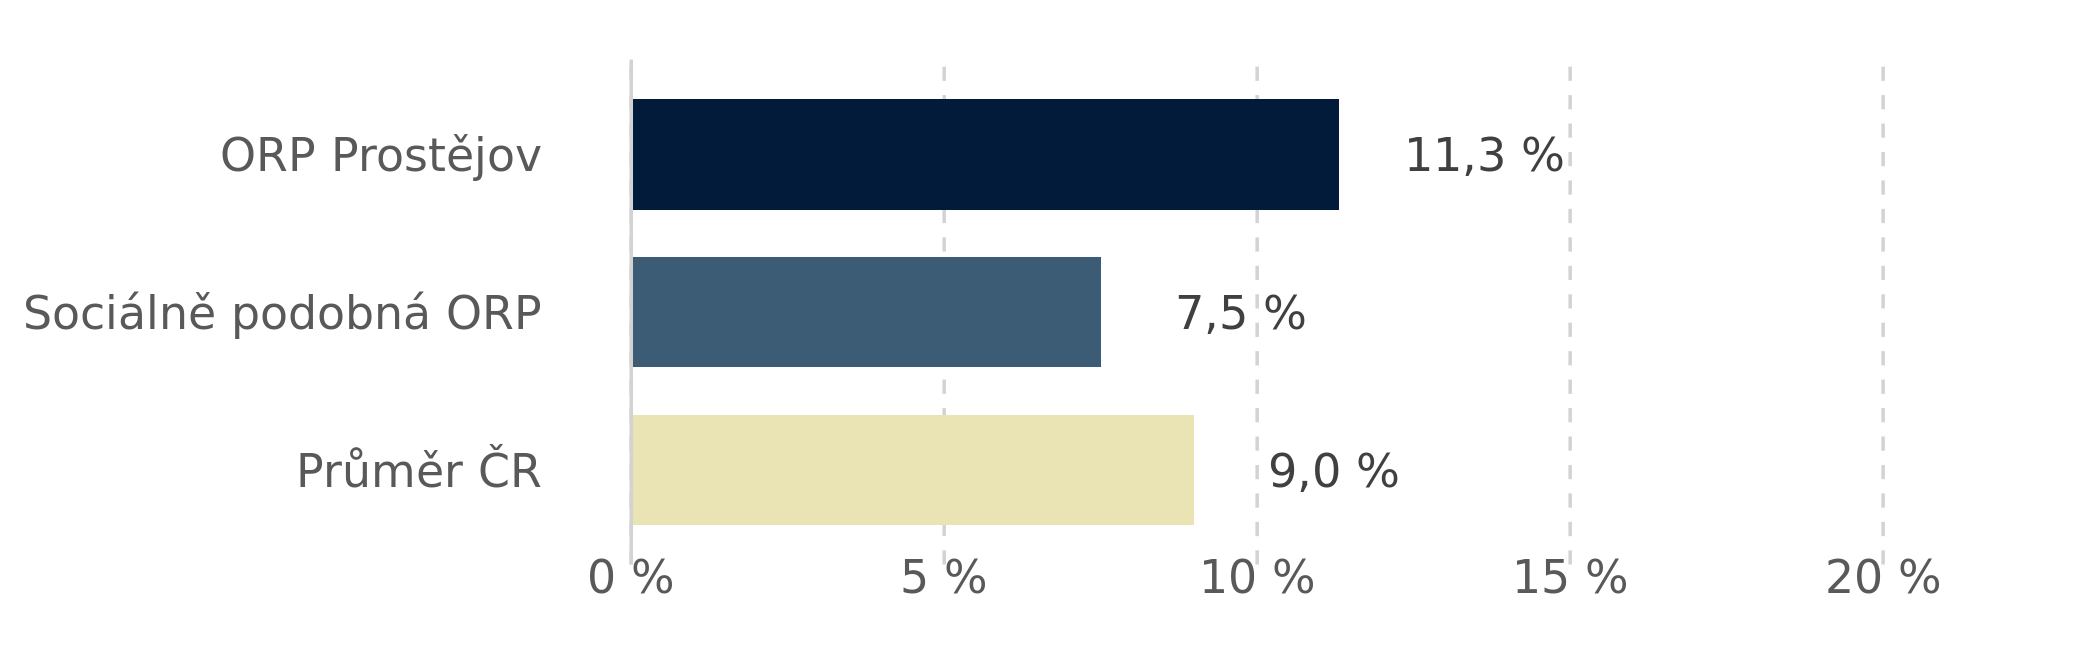 ORP Prostějov
11,3 %
Sociálně podobná ORP
7,5 %
Průměr ČR
9,0 %
0 %
5 %
10 %
15 %
20 %